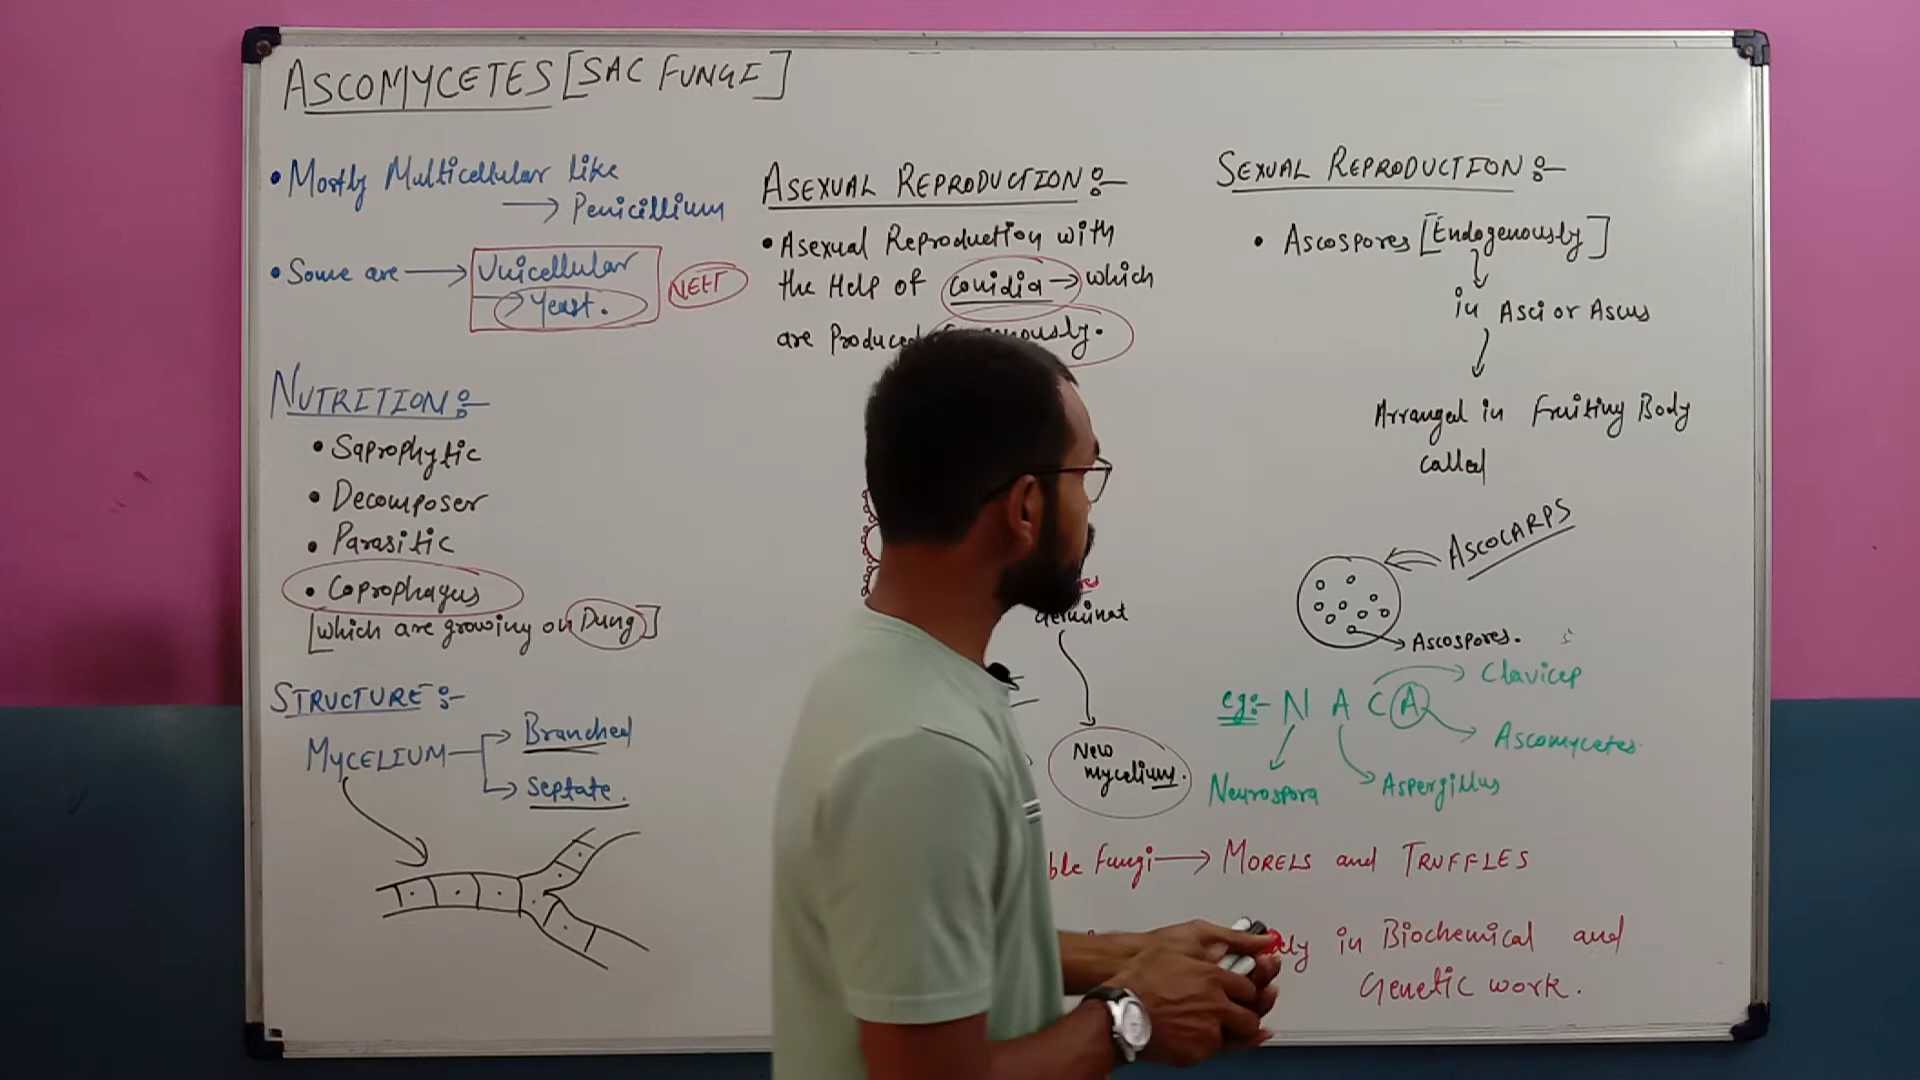 ASCOMYCETES [SAC FUNGI]
• Mostly Multicellular like
→ Penicillium
• Some are → Unicellular
→ Yeast.
NEET
NUTRITION :-
• Saprophytic
• Decomposer
• Parasitic
• Coprophagus
[which are growing on Dung]
STRUCTURE :-
MYCELIUM
→ Branched
→ Septate.
ASEXUAL REPRODUCTION :-
• Asexual Reproduction with
the Help of conidia → which
are Produced
Germinat
New
mycelium.
SEXUAL REPRODUCTION :-
• Ascospores [Endogenously]
in Asci or Ascus
Arranged in Fruiting Body
called
ASCOCARPS
Ascospores.
eg:- N A C A
Clavicep
Ascomycetes
Neurospora
Aspergillus
Fungi → MORELS and TRUFFLES
in Biochemical and
Genetic work.